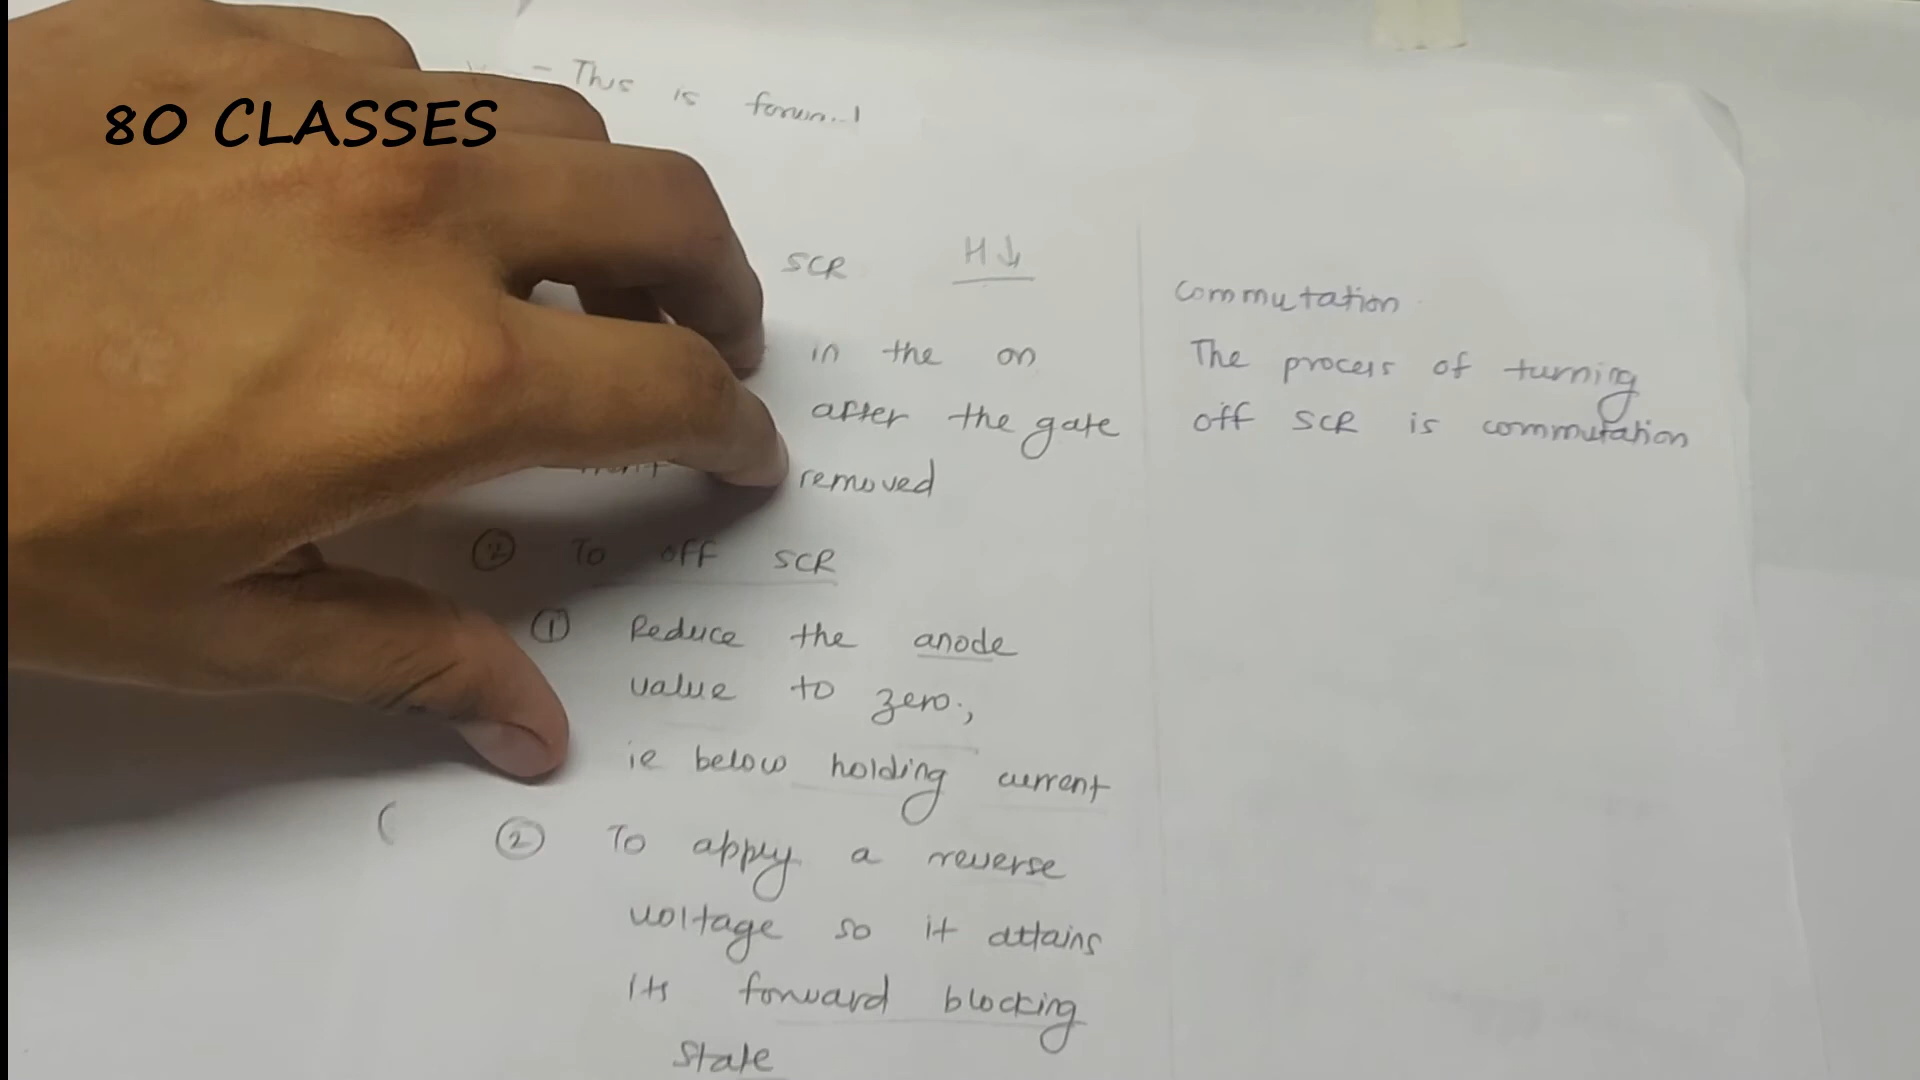 80 CLASSES
- This is
SCR H↓
in the on
after the gate
removed
② To off SCR
① Reduce the anode
value to zero.,
ie below holding current
( ② To apply a reverse
voltage so it attains
its forward blocking
state
Commutation
The process of turning
off SCR is commutation